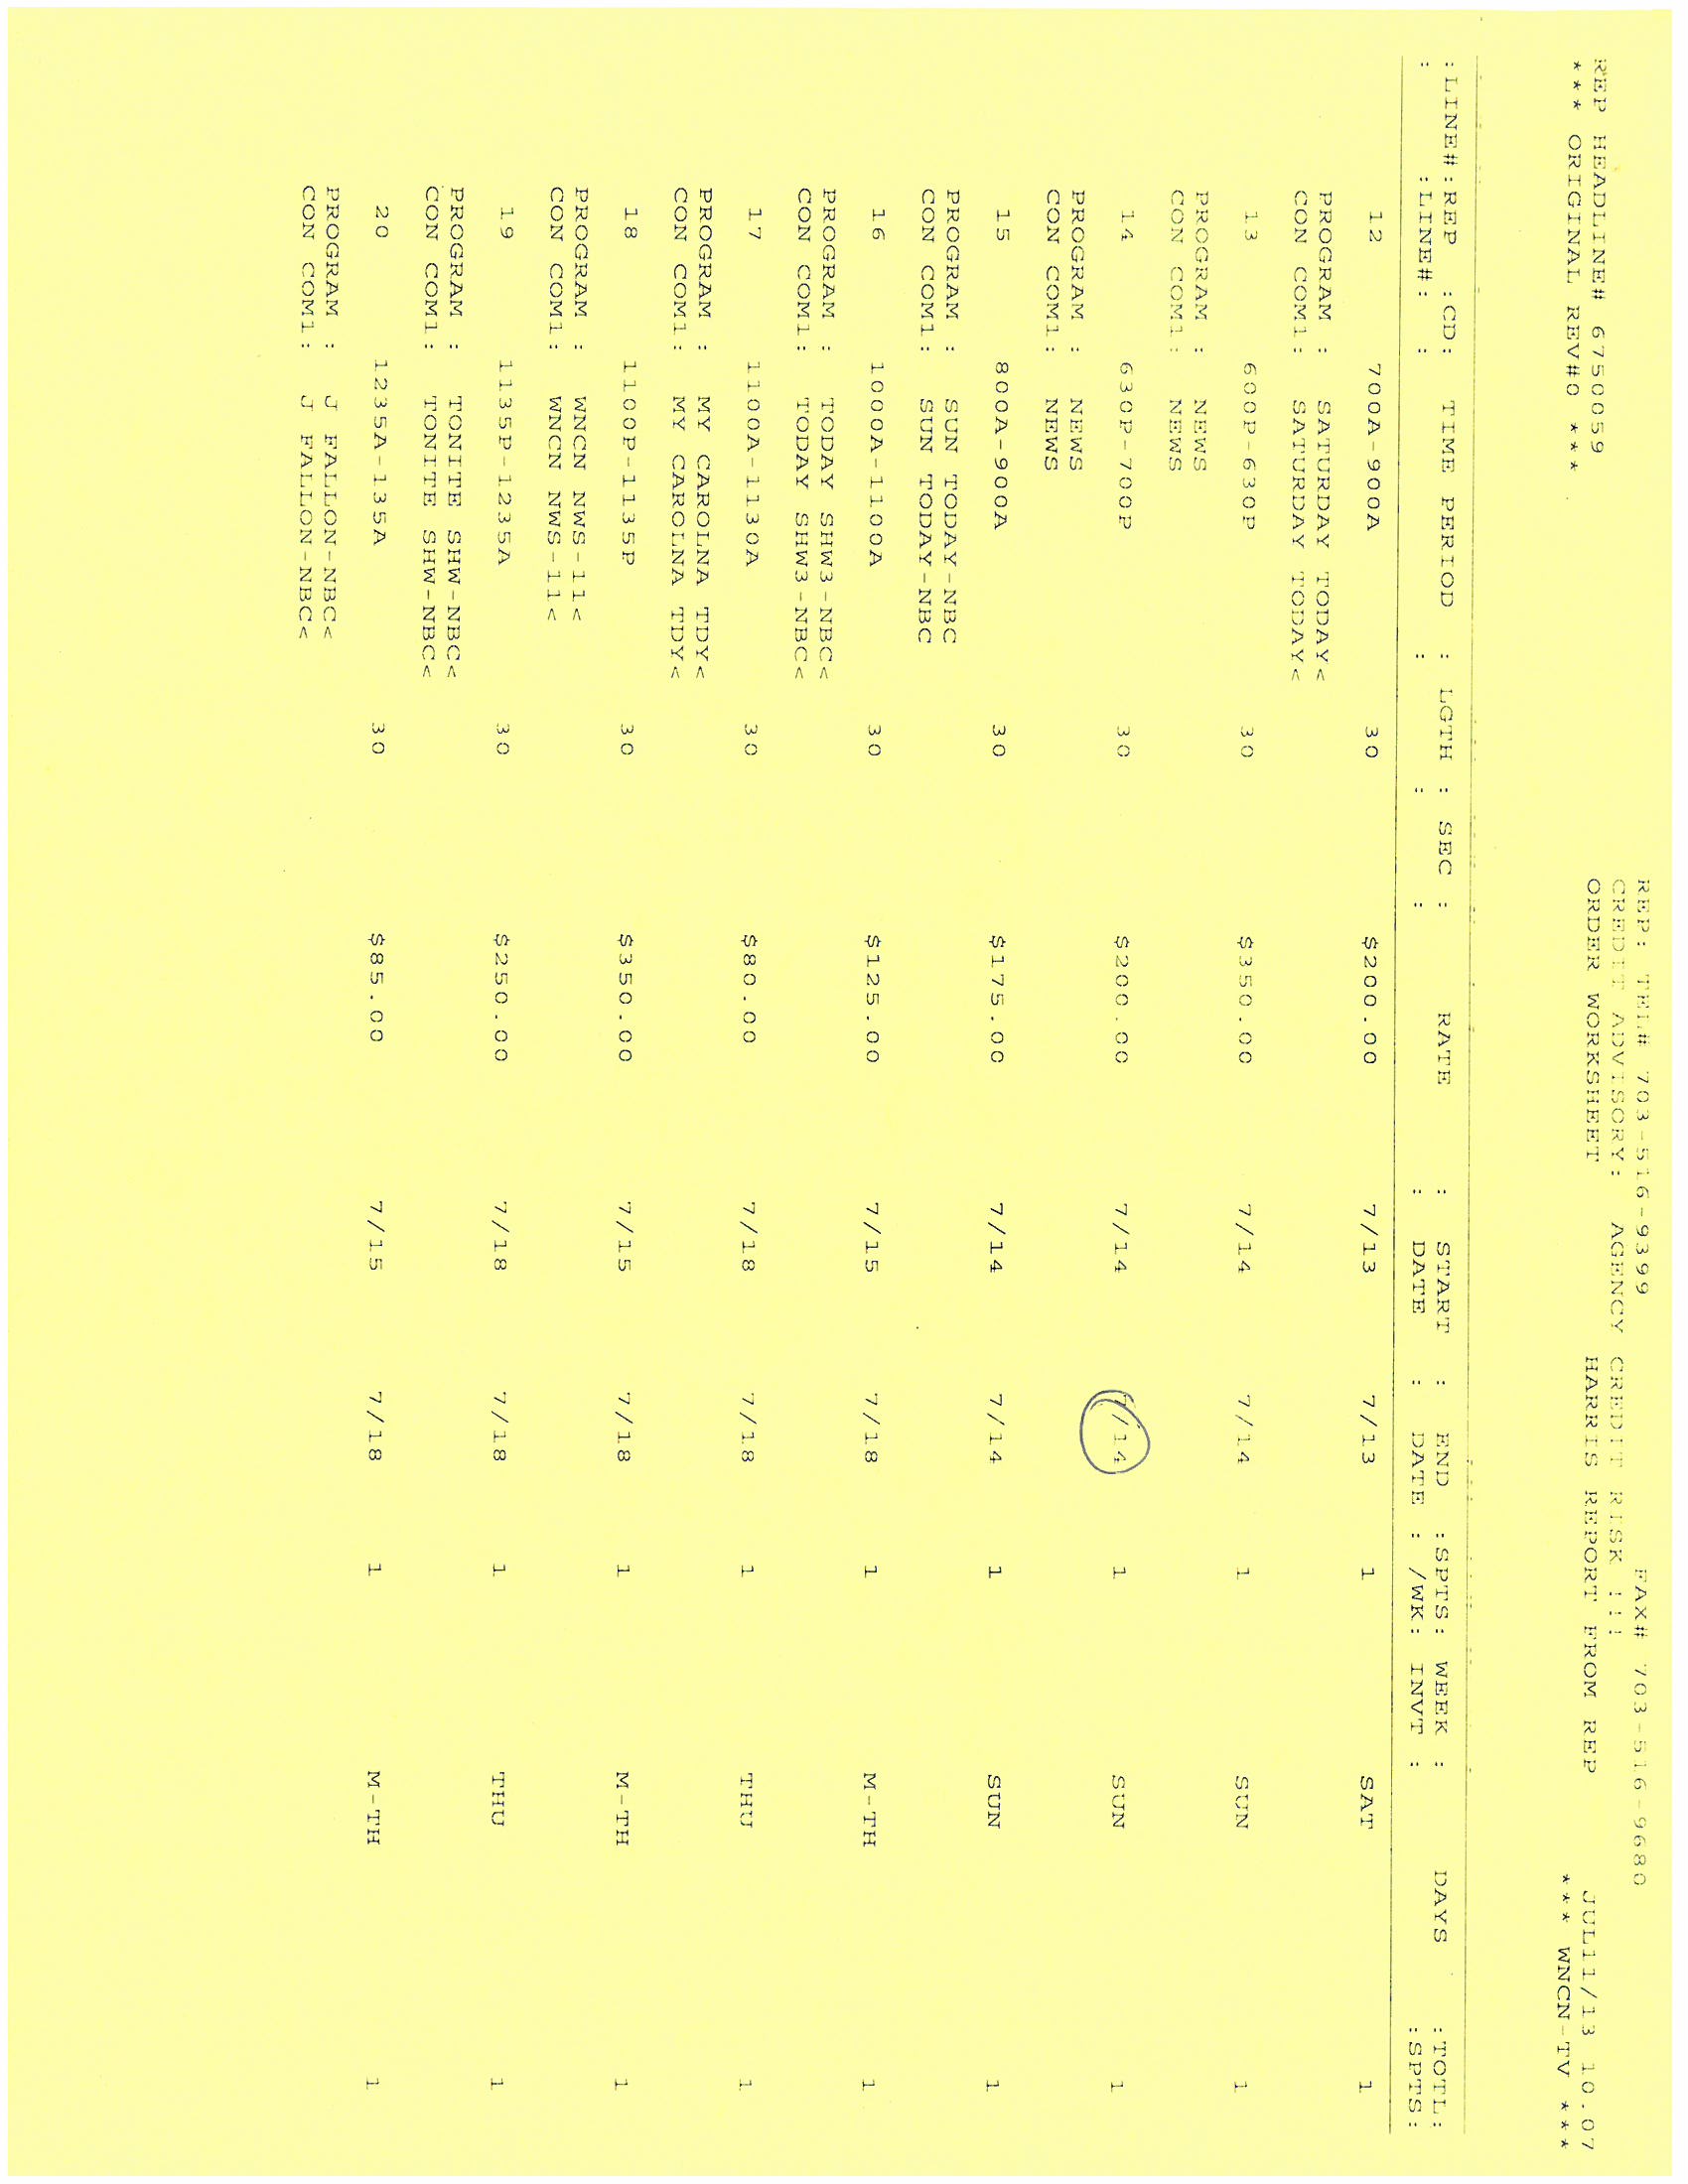 REP: TEL# 703-516-9399 FAX# 703-516-9680
CREDIT ADVISORY: AGENCY CREDIT RISK !!!
REP HEADLINE# 6750059 ORDER WORKSHEET HARRIS REPORT FROM REP JUL11/13 10.07
*** ORIGINAL REV#0 *** *** WNCN-TV ***
:LINE#:REP :CD: TIME PERIOD : LGTH : SEC : RATE : START : END :SPTS: WEEK : DAYS :TOTL:
: :LINE#: : : : : : DATE : DATE : /WK: INVT : :SPTS:
12 700A-900A 30 $200.00 7/13 7/13 1 SAT 1
PROGRAM : SATURDAY TODAY<
CON COM1: SATURDAY TODAY<
13 600P-630P 30 $350.00 7/14 7/14 1 SUN 1
PROGRAM : NEWS
CON COM1: NEWS
14 630P-700P 30 $200.00 7/14 7/14 1 SUN 1
PROGRAM : NEWS
CON COM1: NEWS
15 800A-900A 30 $175.00 7/14 7/14 1 SUN 1
PROGRAM : SUN TODAY-NBC
CON COM1: SUN TODAY-NBC
16 1000A-1100A 30 $125.00 7/15 7/18 1 M-TH 1
PROGRAM : TODAY SHW3-NBC<
CON COM1: TODAY SHW3-NBC<
17 1100A-1130A 30 $80.00 7/18 7/18 1 THU 1
PROGRAM : MY CAROLNA TDY<
CON COM1: MY CAROLNA TDY<
18 1100P-1135P 30 $350.00 7/15 7/18 1 M-TH 1
PROGRAM : WNCN NWS-11<
CON COM1: WNCN NWS-11<
19 1135P-1235A 30 $250.00 7/18 7/18 1 THU 1
PROGRAM : TONITE SHW-NBC<
CON COM1: TONITE SHW-NBC<
20 1235A-135A 30 $85.00 7/15 7/18 1 M-TH 1
PROGRAM : J FALLON-NBC<
CON COM1: J FALLON-NBC<